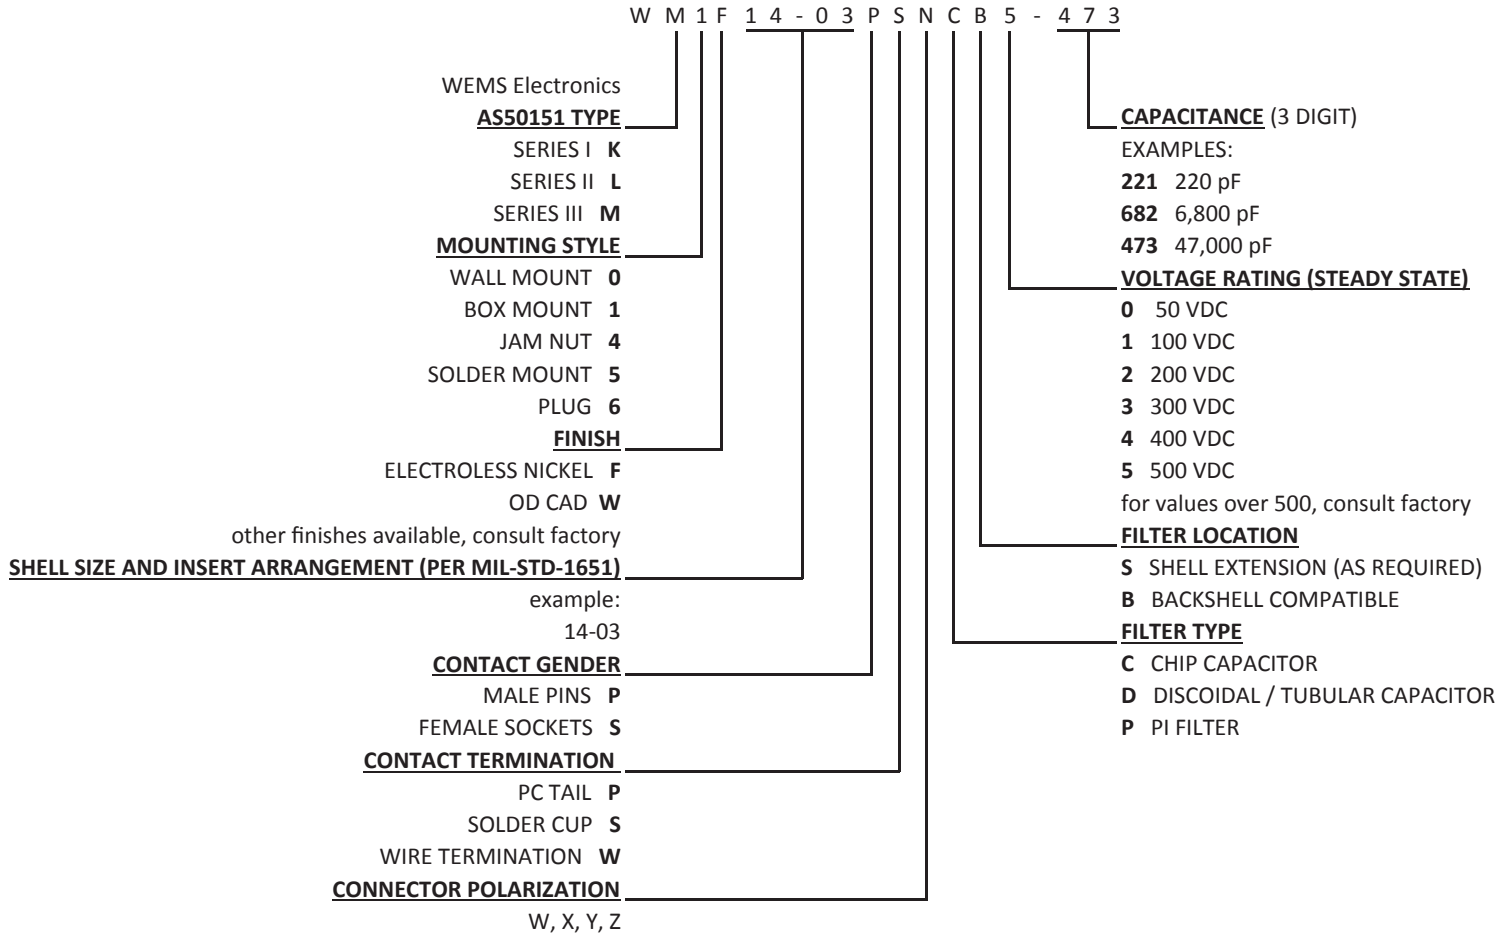 W M 1 F 1 4 - 0 3 P S N C B 5 - 4 7 3
WEMS Electronics
AS50151 TYPE
SERIES I K
SERIES II L
SERIES III M
MOUNTING STYLE
WALL MOUNT 0
BOX MOUNT 1
JAM NUT 4
SOLDER MOUNT 5
PLUG 6
FINISH
ELECTROLESS NICKEL F
OD CAD W
other finishes available, consult factory
SHELL SIZE AND INSERT ARRANGEMENT (PER MIL-STD-1651)
example:
14-03
CONTACT GENDER
MALE PINS P
FEMALE SOCKETS S
CONTACT TERMINATION
PC TAIL P
SOLDER CUP S
WIRE TERMINATION W
CONNECTOR POLARIZATION
W, X, Y, Z
CAPACITANCE (3 DIGIT)
EXAMPLES:
221 220 pF
682 6,800 pF
473 47,000 pF
VOLTAGE RATING (STEADY STATE)
0 50 VDC
1 100 VDC
2 200 VDC
3 300 VDC
4 400 VDC
5 500 VDC
for values over 500, consult factory
FILTER LOCATION
S SHELL EXTENSION (AS REQUIRED)
B BACKSHELL COMPATIBLE
FILTER TYPE
C CHIP CAPACITOR
D DISCOIDAL / TUBULAR CAPACITOR
P PI FILTER